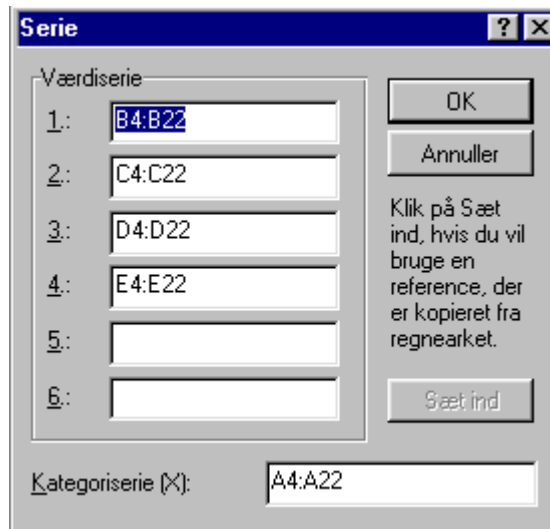 Serie
Værdiserie
1.: B4:B22
2.: C4:C22
3.: D4:D22
4.: E4:E22
5.:
6.:
OK
Annuller
Klik på Sæt
ind, hvis du vil
bruge en
reference, der
er kopieret fra
regnearket.
Sæt ind
Kategoriserie (X): A4:A22